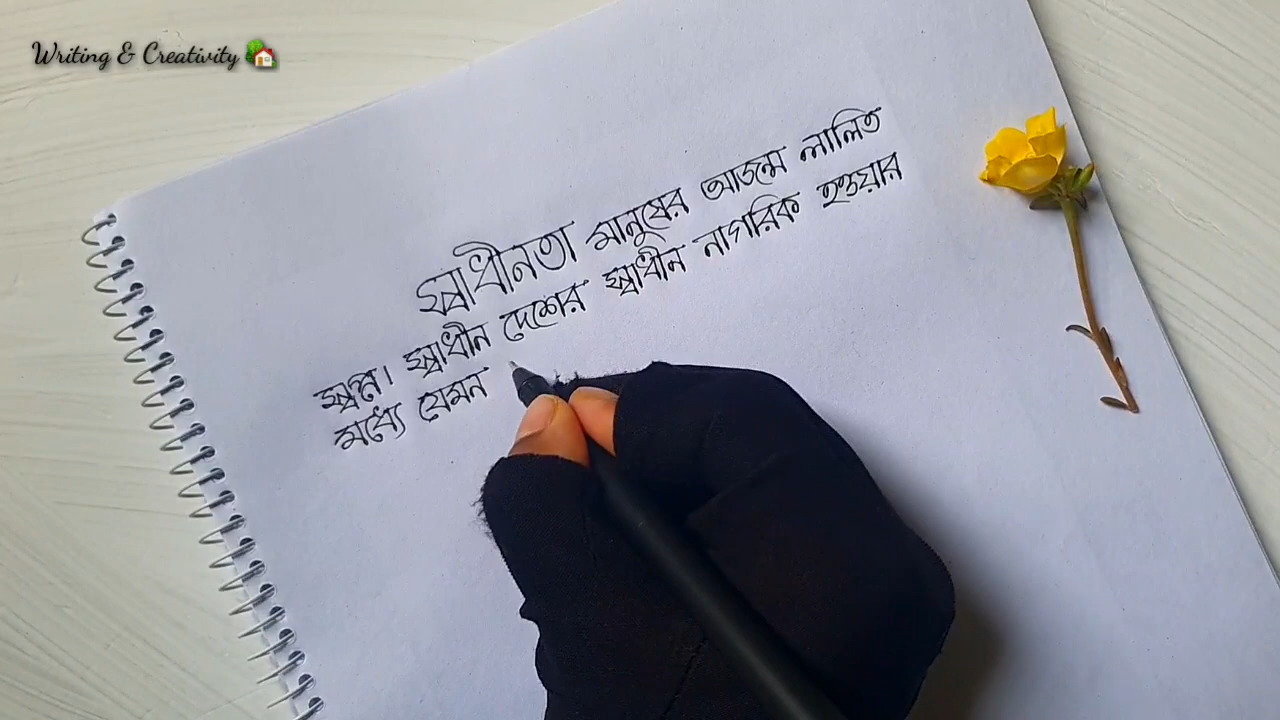 Writing & Creativity
স্বাধীনতা মানুষের আজন্ম লালিত
স্বপ্ন। স্বাধীন দেশের স্বাধীন নাগরিক হওয়ার
মধ্যে যেমন